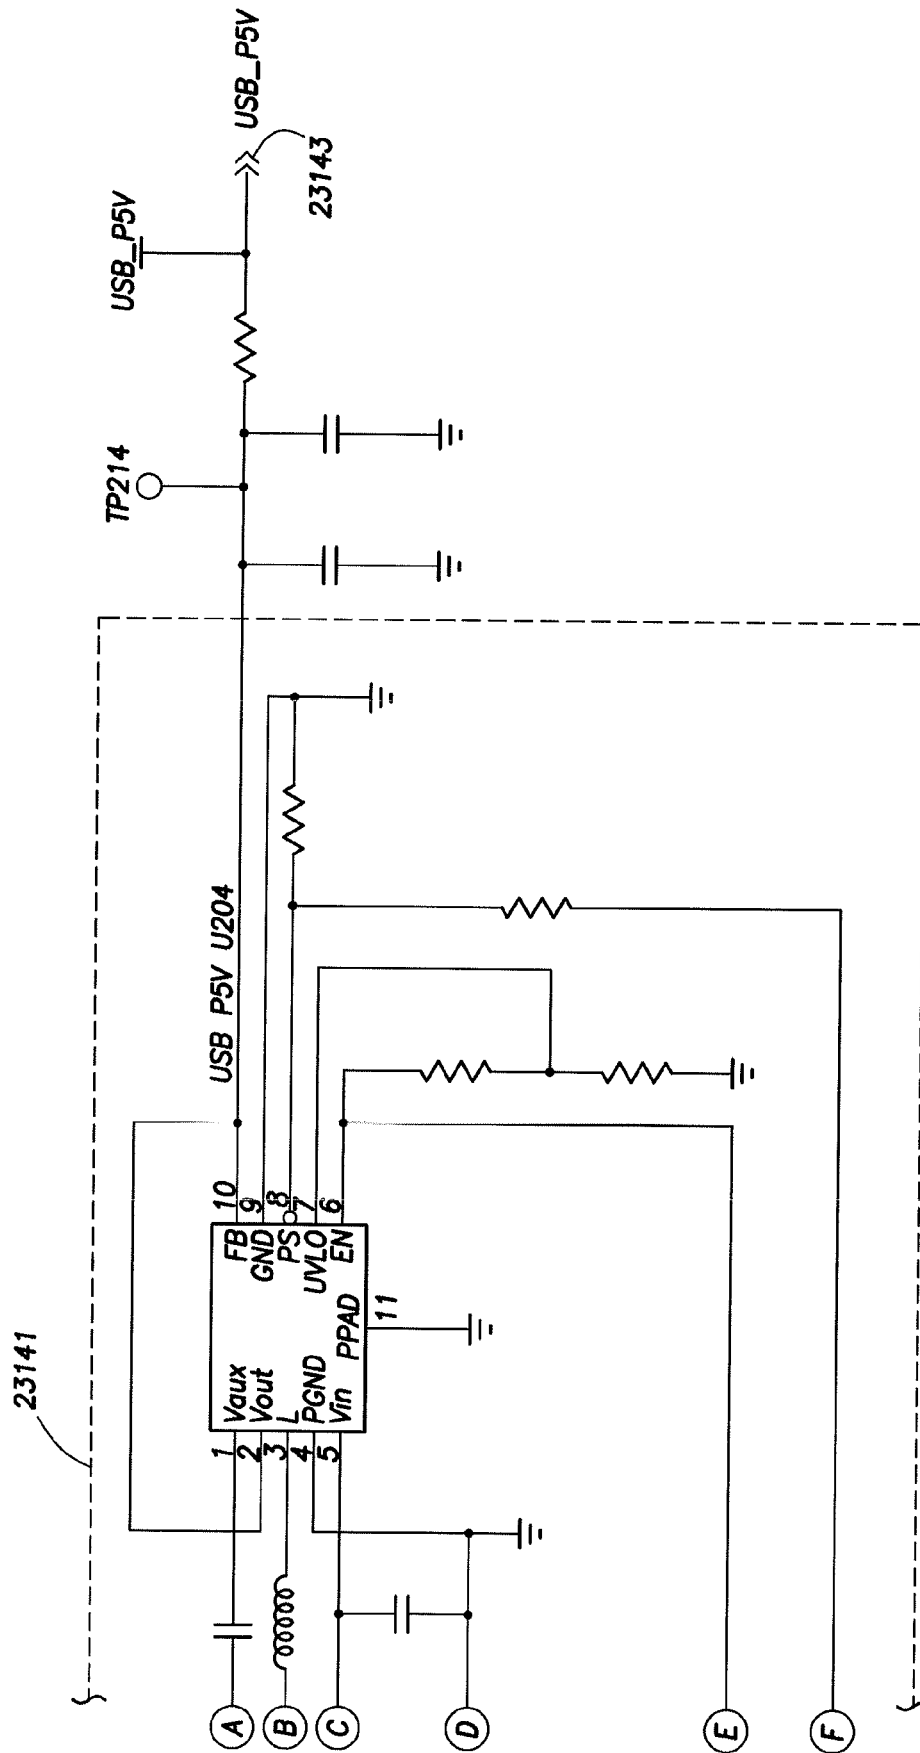 23141
A
B
C
D
E
F
1
2
3
4
5
Vaux
Vout
L
PGND
Vin
PPAD
11
FB
GND
PS
UVLO
EN
10
9
8
7
6
USB P5V U204
TP214
USB_P5V
USB_P5V
23143